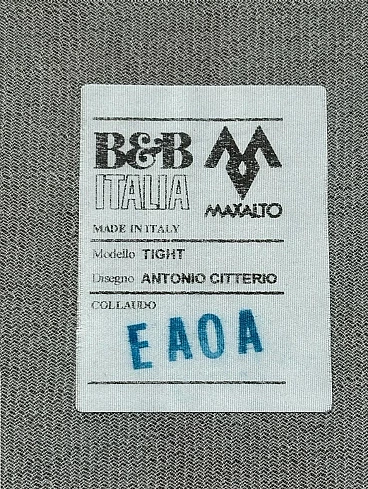 B&B
ITALIA
MAXALTO
MADE IN ITALY
Modello TIGHT
Disegno ANTONIO CITTERIO
COLLAUDO
EAOA